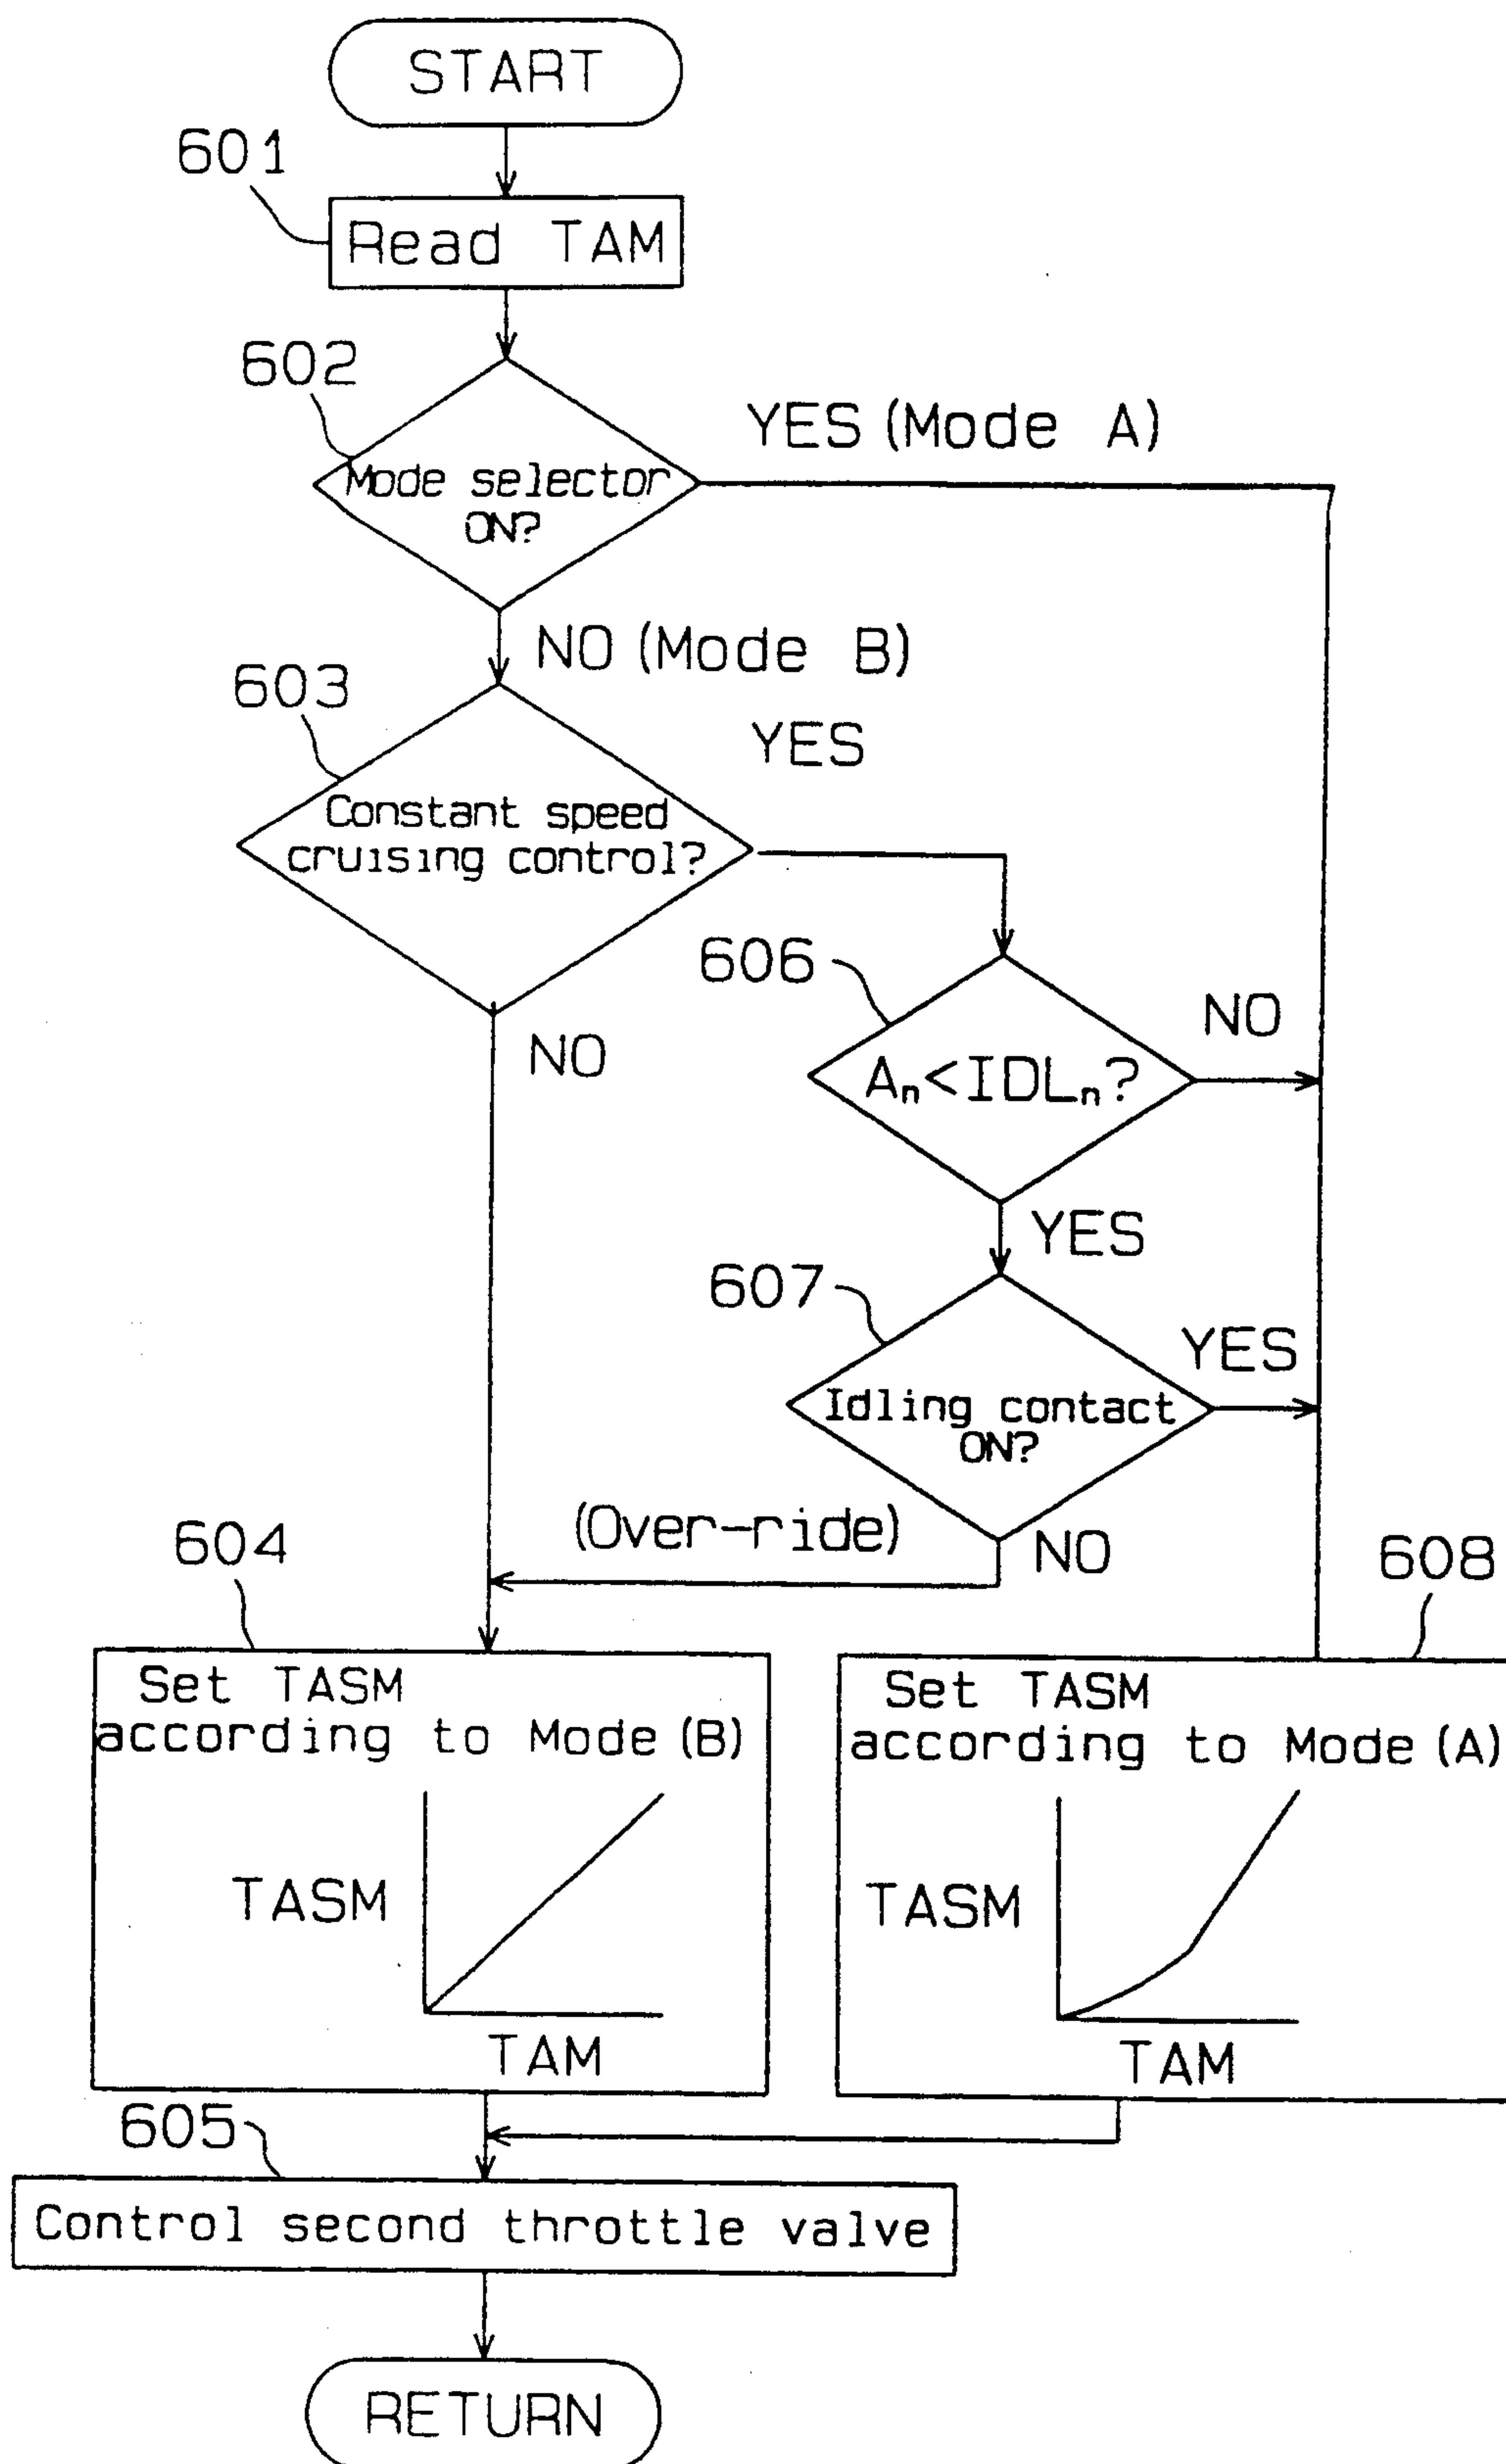 START
601
Read TAM
602
YES (Mode A)
Mode selector
ON?
NO (Mode B)
603
YES
Constant speed
cruising control?
606
NO
NO
Aₙ<IDLₙ?
YES
607
YES
Idling contact
ON?
(Over-ride)
NO
604
608
Set TASM
according to Mode (B)
TASM
TAM
Set TASM
according to Mode (A)
TASM
TAM
605
Control second throttle valve
RETURN